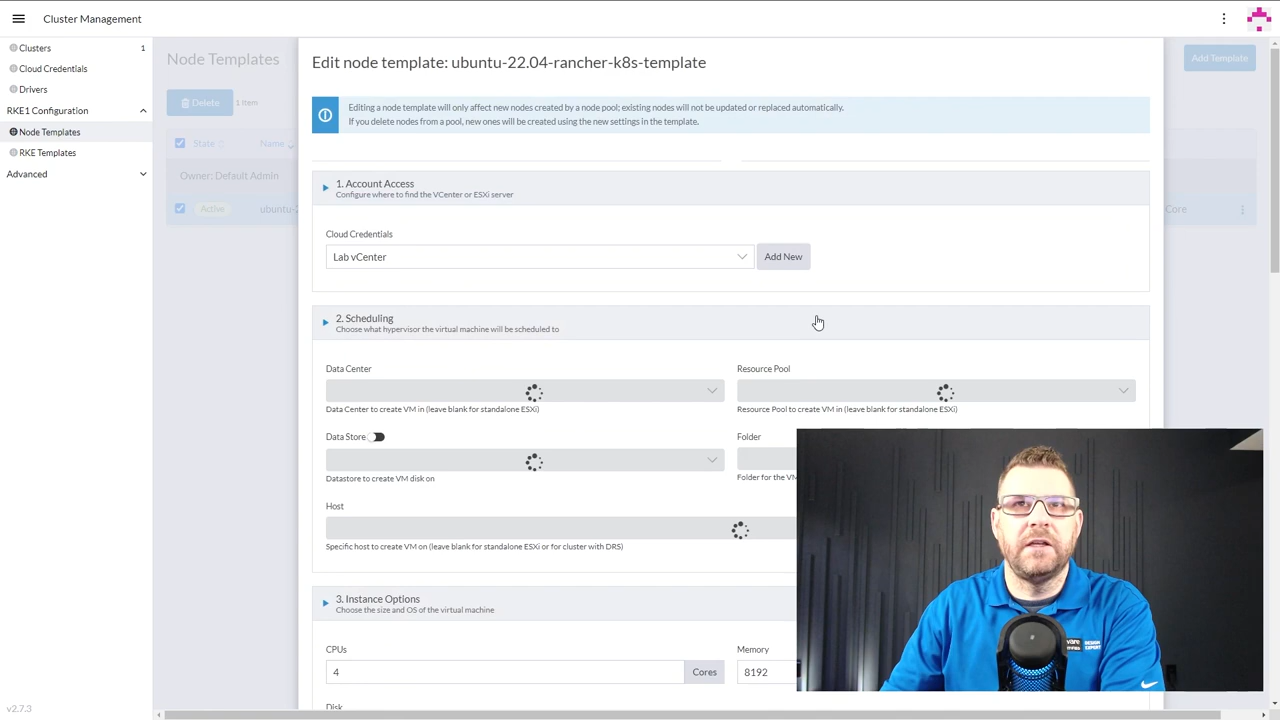 Cluster Management
Clusters 1
Cloud Credentials
Drivers
RKE1 Configuration
Node Templates
RKE Templates
Advanced
v2.7.3
Node Templates
Add Template
Delete
1 item
State
Name
Owner: Default Admin
Active
ubuntu-2
Core
Edit node template: ubuntu-22.04-rancher-k8s-template
Editing a node template will only affect new nodes created by a node pool; existing nodes will not be updated or replaced automatically.
If you delete nodes from a pool, new ones will be created using the new settings in the template.
1. Account Access
Configure where to find the VCenter or ESXi server
Cloud Credentials
Lab vCenter
Add New
2. Scheduling
Choose what hypervisor the virtual machine will be scheduled to
Data Center
Resource Pool
Data Center to create VM in (leave blank for standalone ESXi)
Resource Pool to create VM in (leave blank for standalone ESXi)
Data Store
Folder
Datastore to create VM disk on
Folder for the VM
Host
Specific host to create VM on (leave blank for standalone ESXi or for cluster with DRS)
3. Instance Options
Choose the size and OS of the virtual machine
CPUs
Memory
4
Cores
8192
Disk
ware
DESIGN
EXPERT